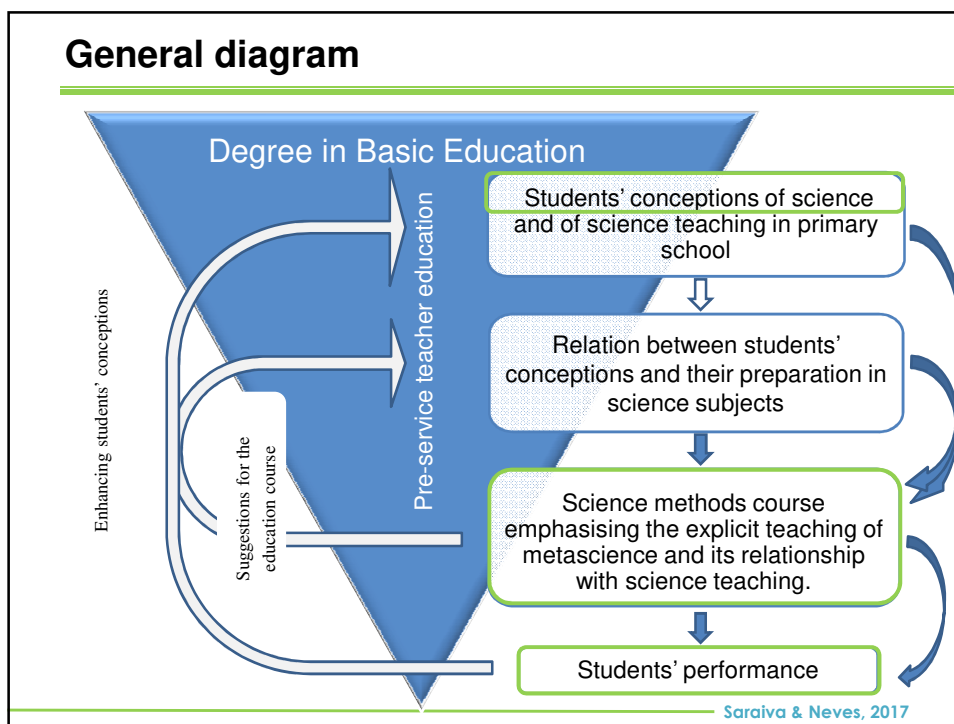 General diagram
Degree in Basic Education
Pre-service teacher education
Enhancing students’ conceptions
Suggestions for the
education course
Students’ conceptions of science
and of science teaching in primary
school
Relation between students’
conceptions and their preparation in
science subjects
Science methods course
emphasising the explicit teaching of
metascience and its relationship
with science teaching.
Students’ performance
Saraiva & Neves, 2017